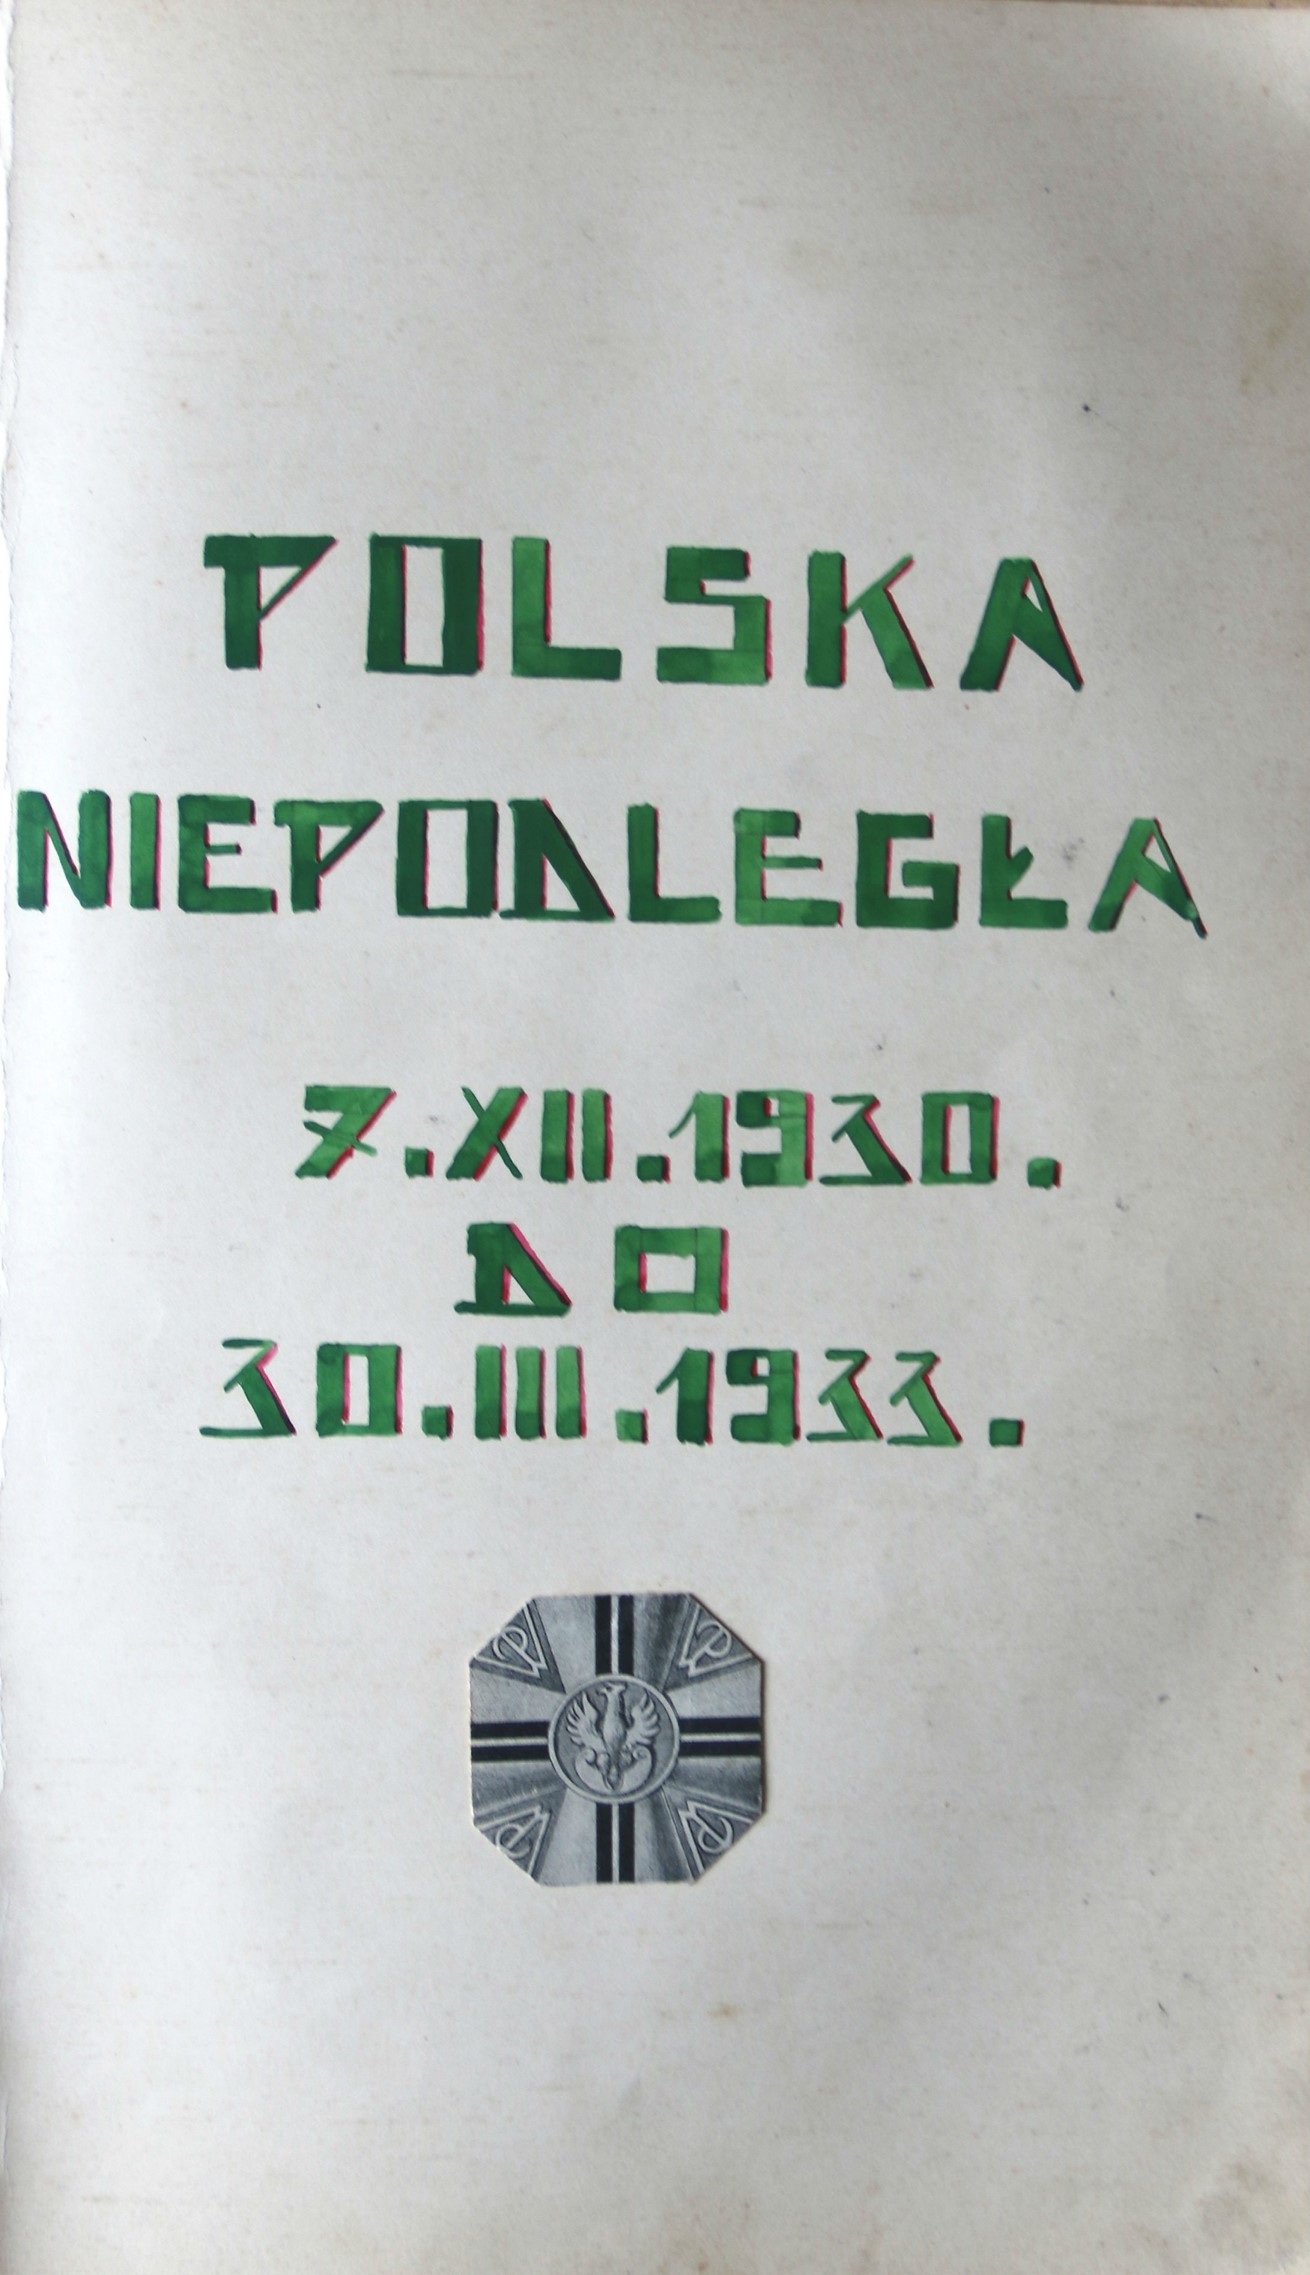 POLSKA
NIEPODLEGŁA
7.XII.1930.
DO
30.III.1933.